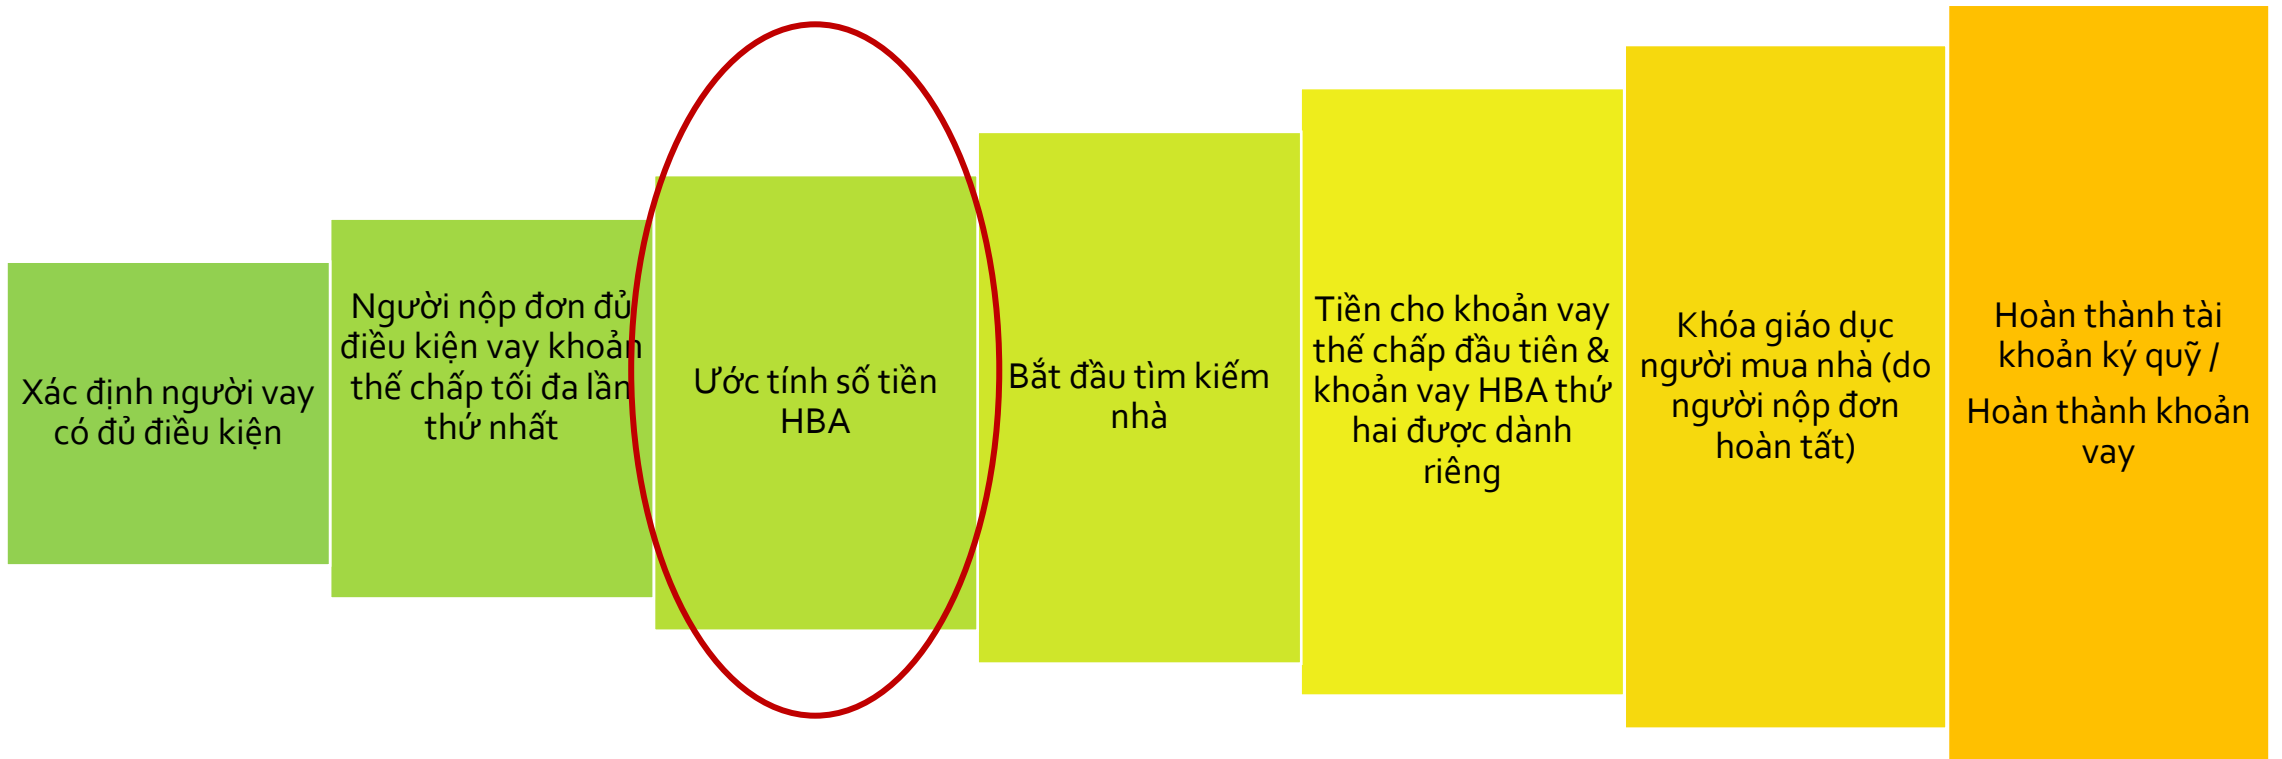 Xác định người vay
có đủ điều kiện
Người nộp đơn đủ
điều kiện vay khoản
thế chấp tối đa lần
thứ nhất
Ước tính số tiền
HBA
Bắt đầu tìm kiếm
nhà
Tiền cho khoản vay
thế chấp đầu tiên &
khoản vay HBA thứ
hai được dành
riêng
Khóa giáo dục
người mua nhà (do
người nộp đơn
hoàn tất)
Hoàn thành tài
khoản ký quỹ /
Hoàn thành khoản
vay